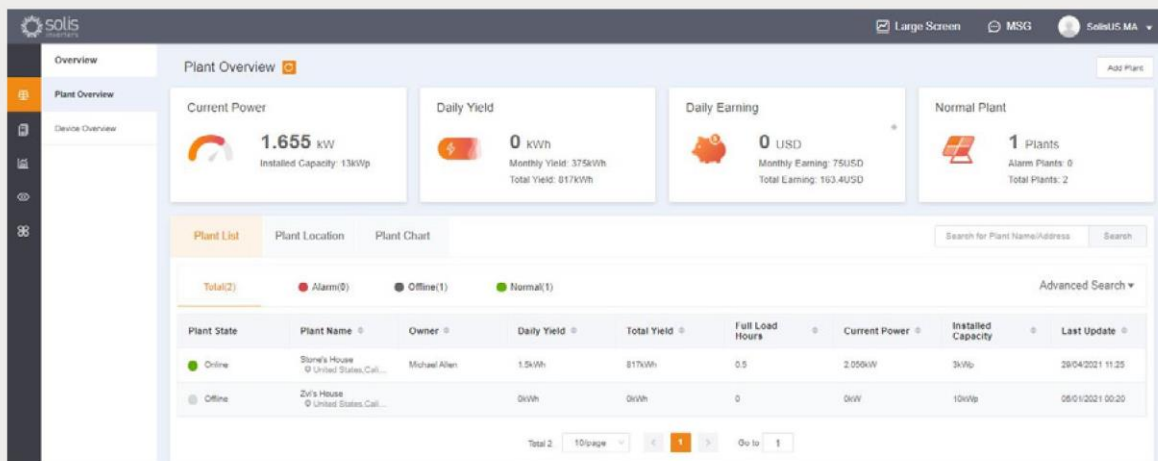 solis
inverters
Large Screen
MSG
SolisUS MA
Overview
Plant Overview
Device Overview
Plant Overview
Add Plant
Current Power
1.655 kW
Installed Capacity: 13kWp
Daily Yield
0 kWh
Monthly Yield: 375kWh
Total Yield: 817kWh
Daily Earning
0 USD
Monthly Earning: 75USD
Total Earning: 163.4USD
Normal Plant
1 Plants
Alarm Plants: 0
Total Plants: 2
Plant List Plant Location Plant Chart
Search for Plant Name/Address Search
Total(2) Alarm(0) Offline(1) Normal(1) Advanced Search
Plant State Plant Name Owner Daily Yield Total Yield Full Load Hours Current Power Installed Capacity Last Update
Online Stone's House Michael Allen 1.5kWh 817kWh 0.5 2.056kW 3kWp 29/04/2021 11:25
United States,Cali...
Offline Zvi's House 0kWh 0kWh 0 0kW 10kWp 06/01/2021 00:20
United States,Cali...
Total 2 10/page < 1 > Go to 1